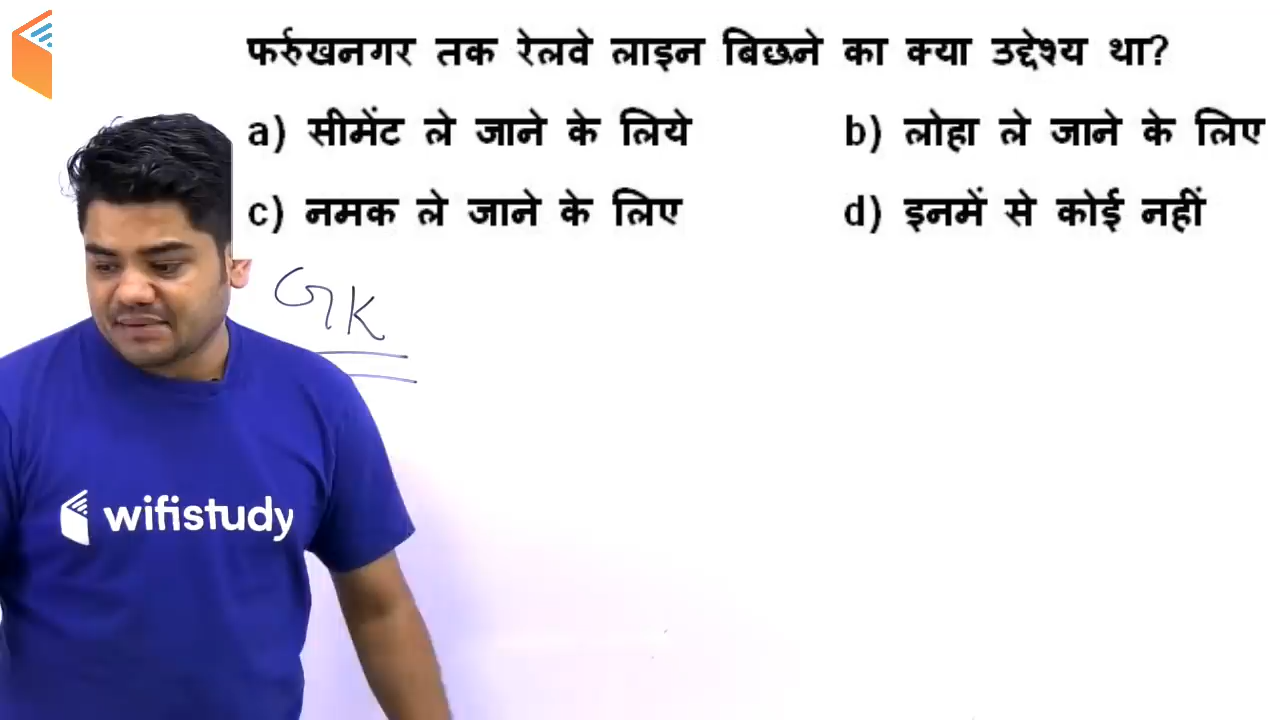 फर्रुखनगर तक रेलवे लाइन बिछने का क्या उद्देश्य था?
a) सीमेंट ले जाने के लिये b) लोहा ले जाने के लिए
c) नमक ले जाने के लिए d) इनमें से कोई नहीं
GK
wifistudy